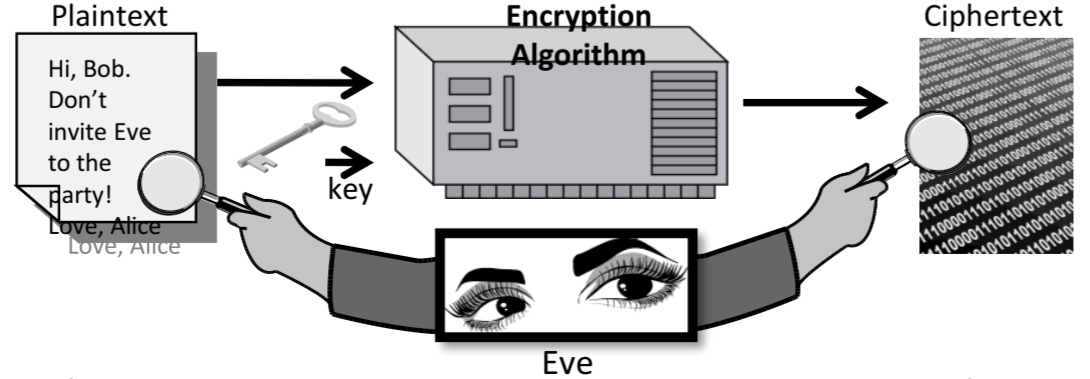 Plaintext
Encryption
Algorithm
Ciphertext
Hi, Bob.
Don't
invite Eve
to the
party!
Love, Alice
Love, Alice
key
Eve